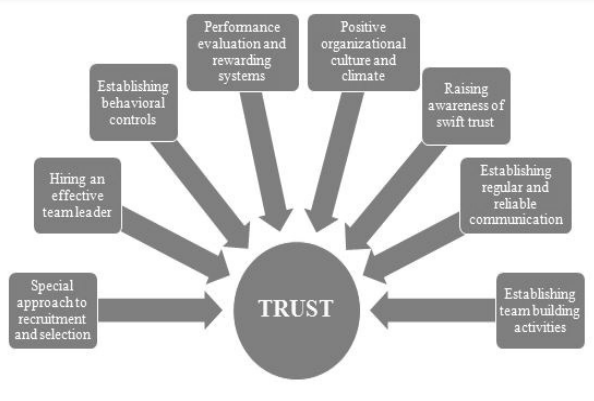 Performance
evaluation and
rewarding
systems
Positive
organizational
culture and
climate
Establishing
behavioral
controls
Raising
awareness of
swift trust
Hiring an
effective
team leader
Establishing
regular and
reliable
communication
Special
approach to
recruitment
and selection
TRUST
Establishing
team building
activities